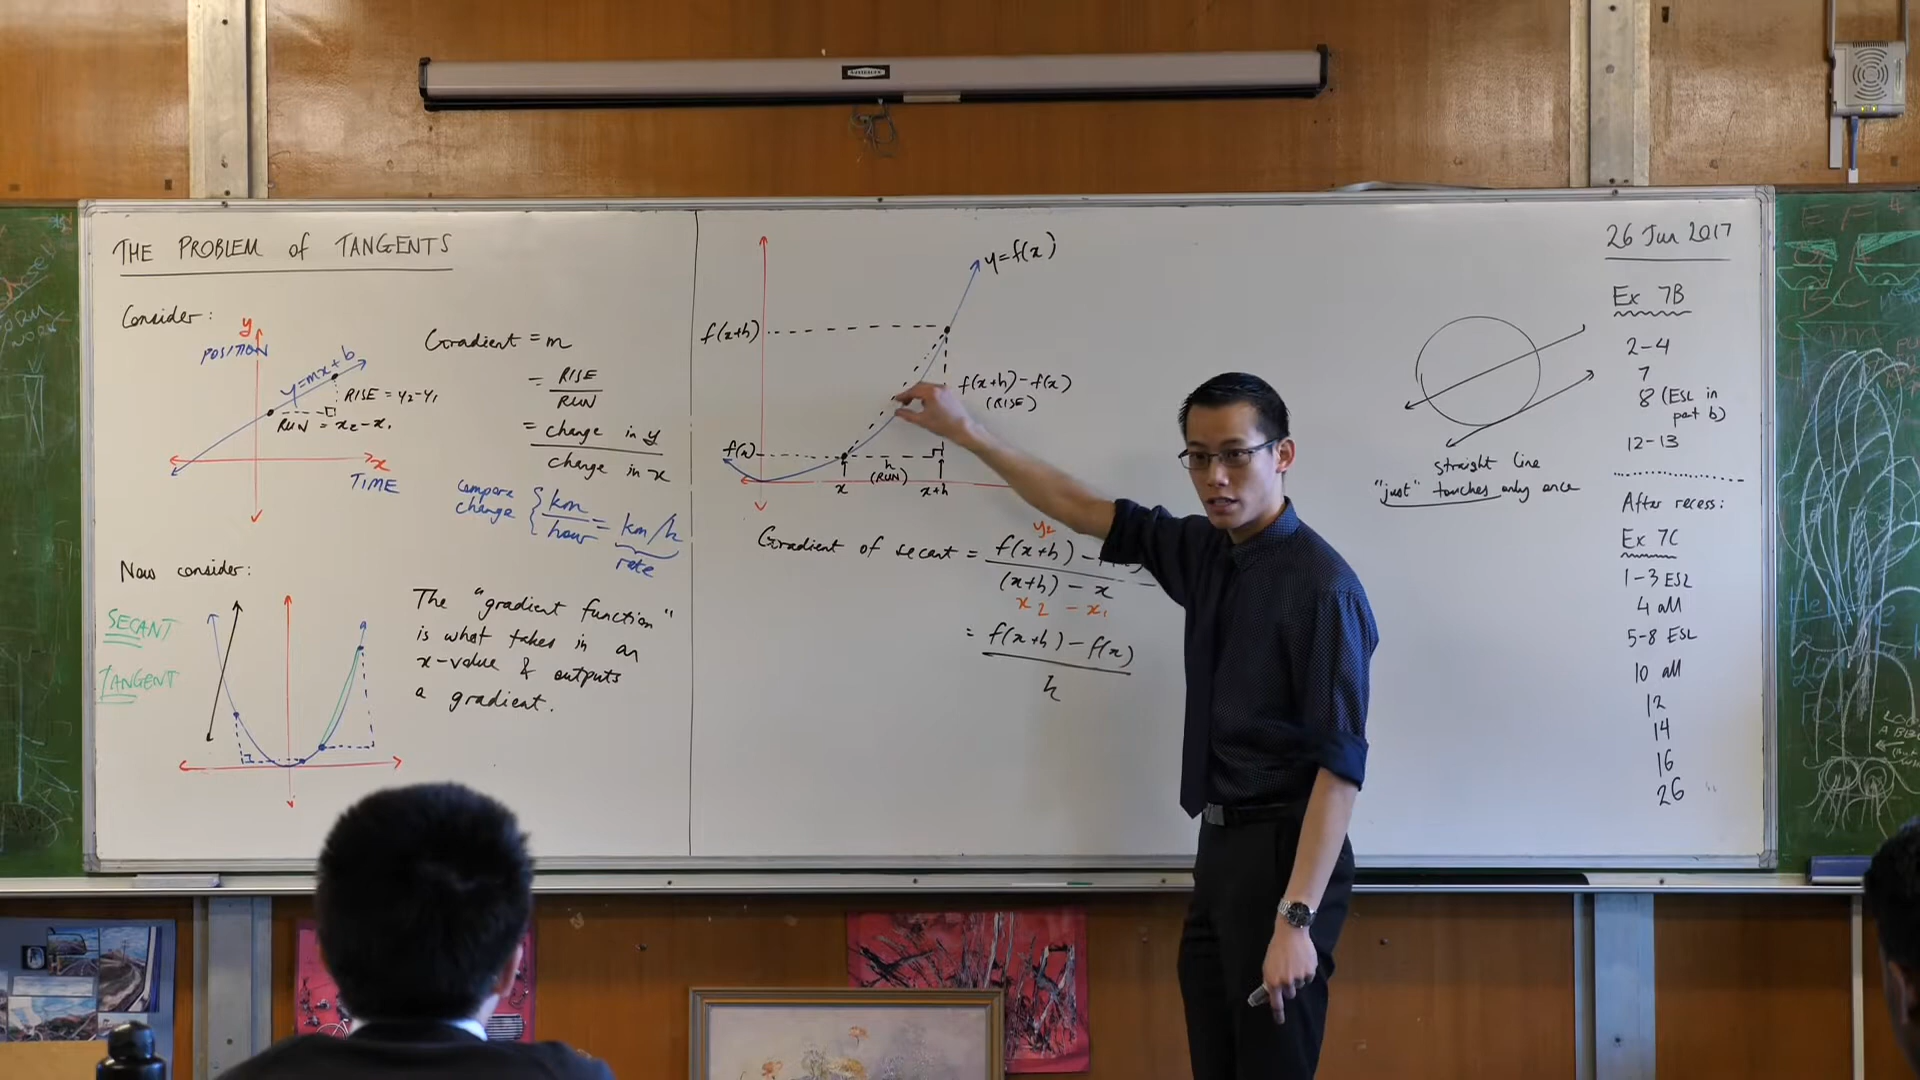 THE PROBLEM of TANGENTS
Consider:
y
POSITION
y=mx+b
RISE = y₂-y₁
RUN = x₂-x₁
x
TIME
Gradient = m
= RISE
RUN
= change in y
change in x
compare
change
{ km
hour
= km/h
rate
Now consider:
SECANT
TANGENT
The "gradient function"
is what takes in an
x-value & outputs
a gradient.
y=f(x)
f(x+h)
f(x+h)-f(x)
(RISE)
f(x)
h
(RUN)
x
x+h
y₂
Gradient of secant = f(x+h) -
(x+h) - x
x₂ - x₁
= f(x+h) - f(x)
h
straight line
"just" touches only once
26 Jun 2017
Ex 7B
2-4
7
8 (ESL in
part b)
12-13
After recess:
Ex 7C
1-3 ESL
4 all
5-8 ESL
10 all
12
14
16
26